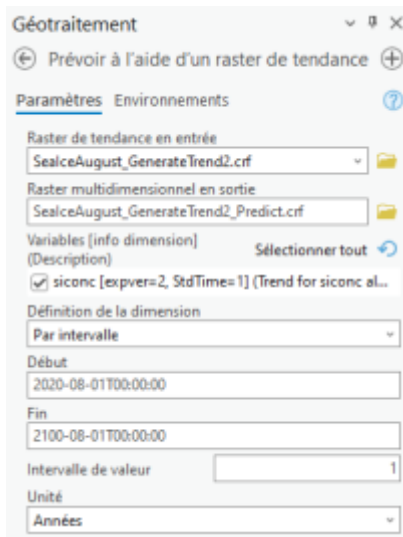 Géotraitement
Prévoir à l'aide d'un raster de tendance
Paramètres Environnements
Raster de tendance en entrée
SeaIceAugust_GenerateTrend2.crf
Raster multidimensionnel en sortie
SeaIceAugust_GenerateTrend2_Predict.crf
Variables [info dimension]
(Description)
Sélectionner tout
siconc [expver=2, StdTime=1] (Trend for siconc al...
Définition de la dimension
Par intervalle
Début
2020-08-01T00:00:00
Fin
2100-08-01T00:00:00
Intervalle de valeur
1
Unité
Années